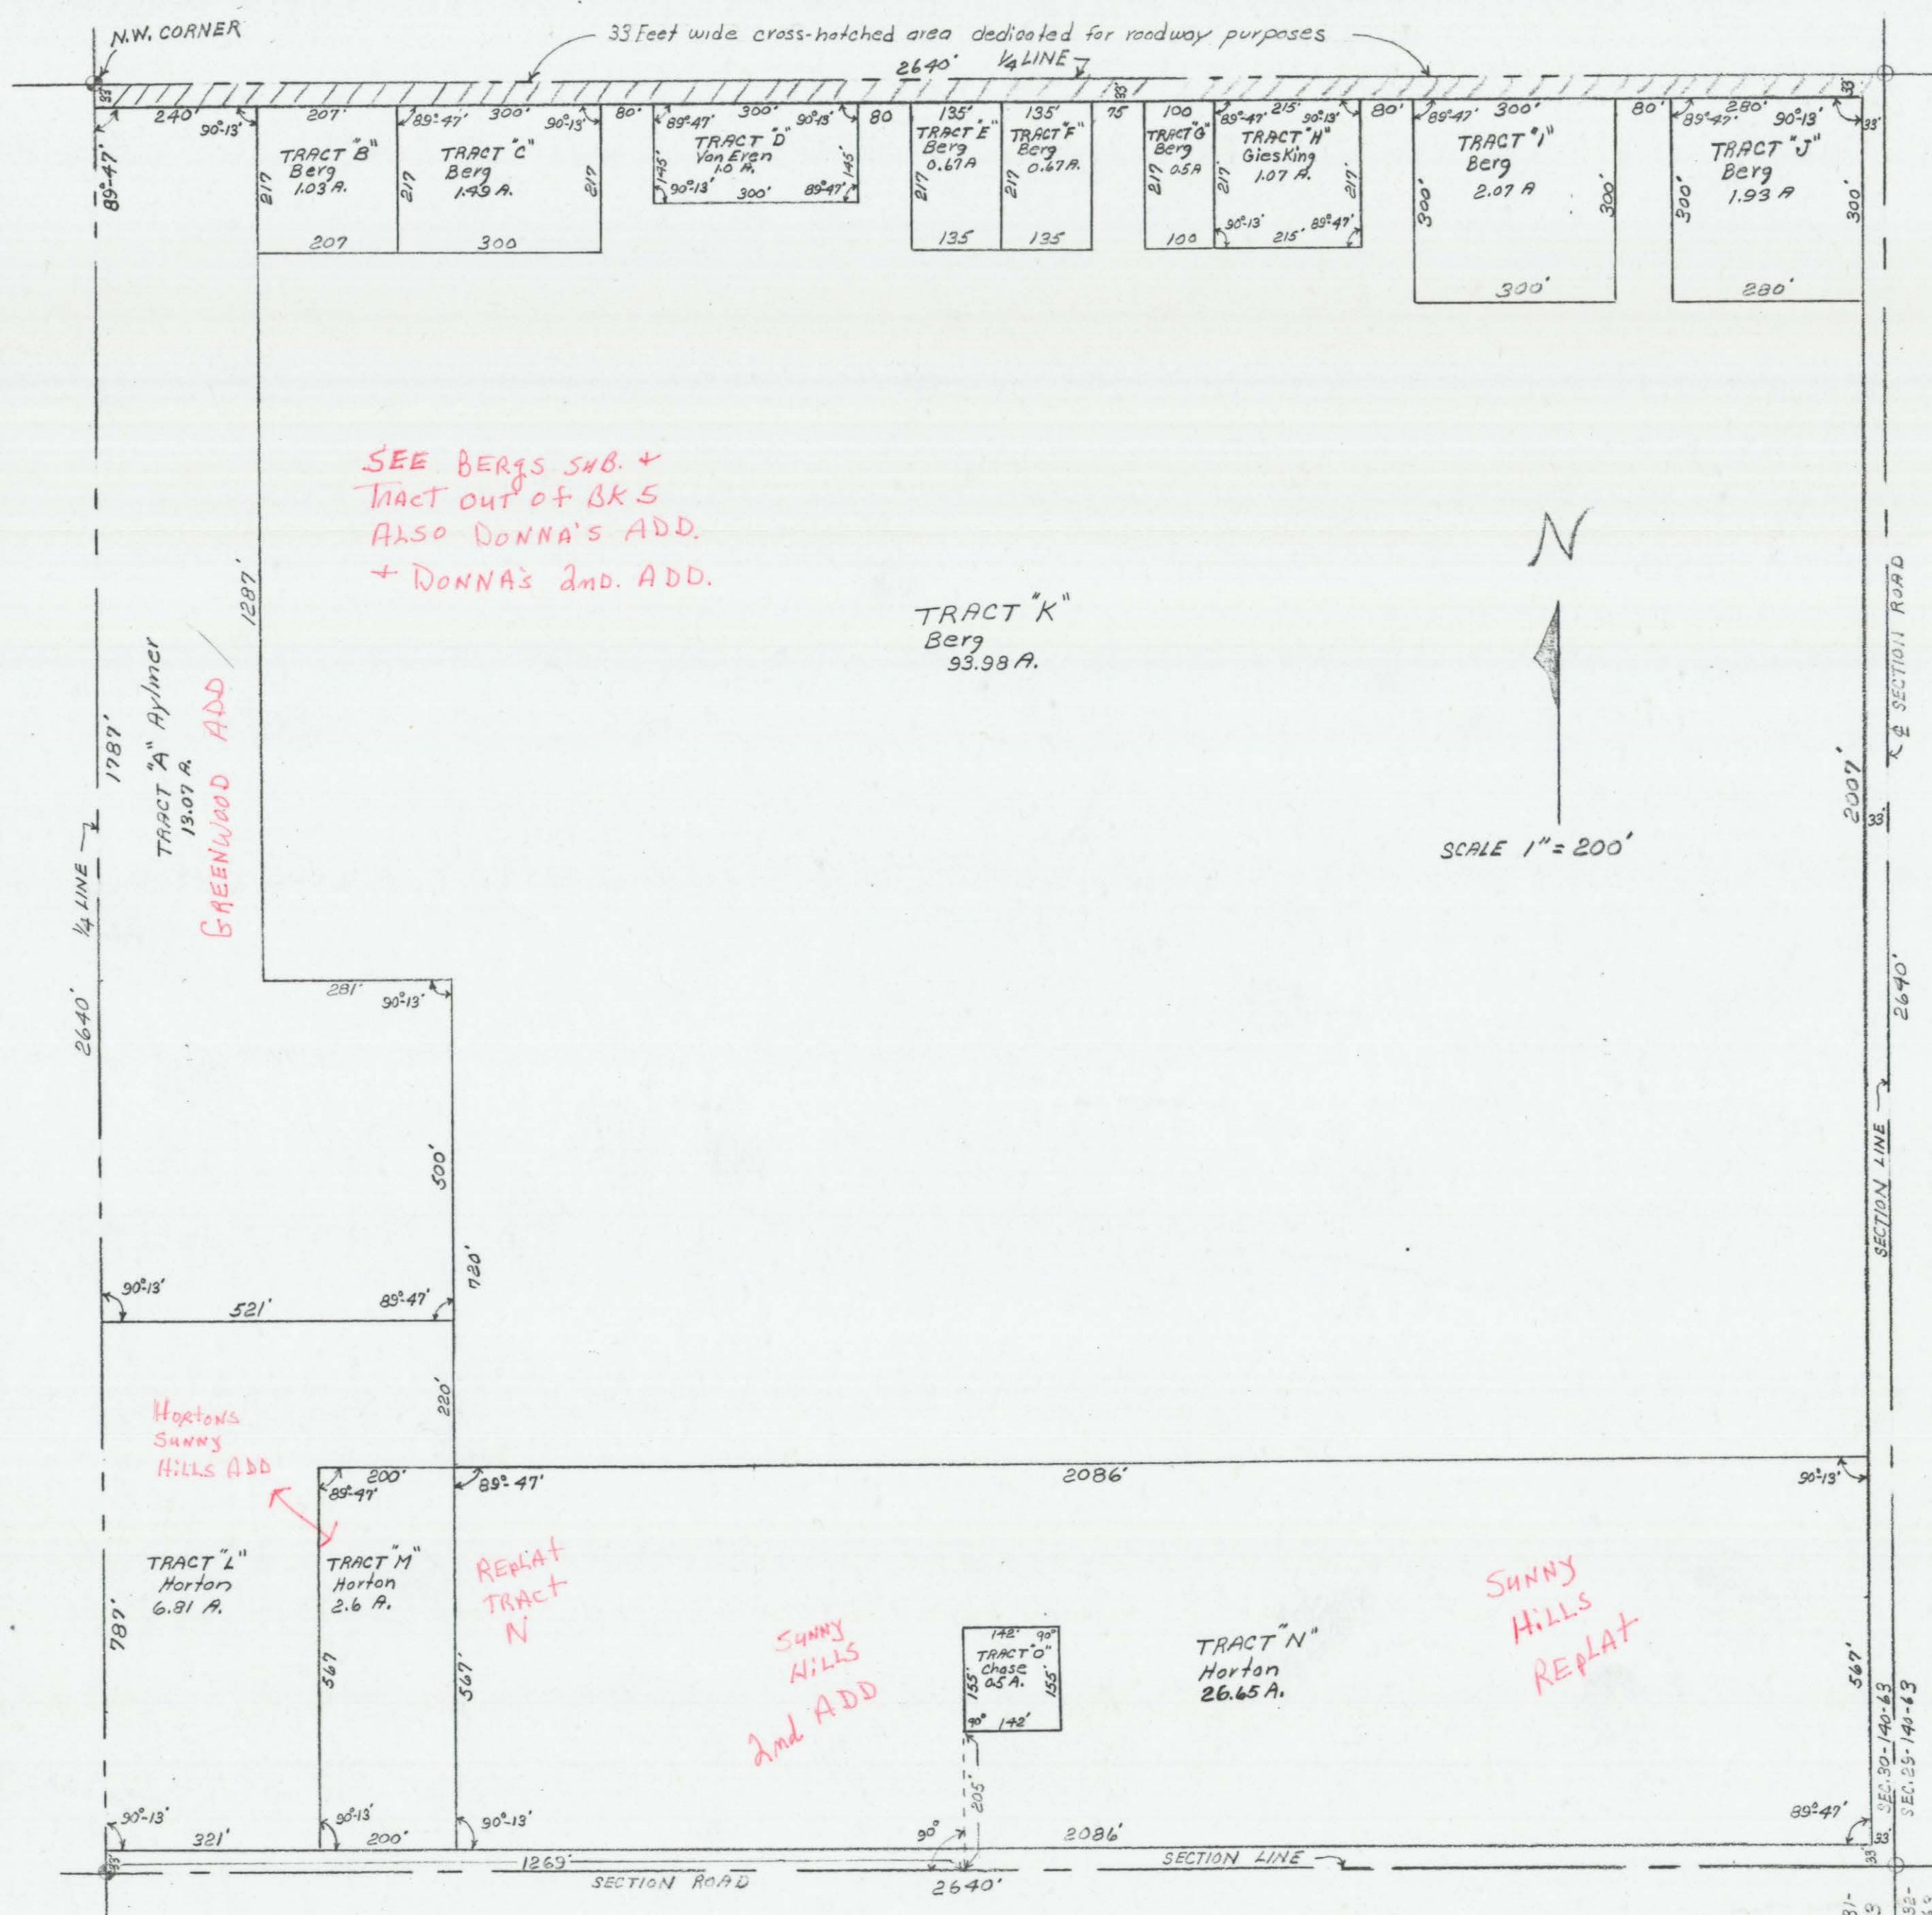 N.W. CORNER
33 Feet wide cross-hatched area dedicated for roadway purposes
2640' 1/4 LINE
33'
33'
33'
33'
89°-47'
240'
90°-13'
207'
TRACT "B"
Berg
1.03 A.
217
207
89°-47'
300'
90°-13'
TRACT "C"
Berg
1.49 A.
217
217
300
80'
89°-47'
300'
90°-13'
TRACT "D"
Van Eren
1.0 A.
145'
145'
90°-13'
300'
89°-47'
80
135'
TRACT "E"
Berg
0.67 A
217
135
135'
TRACT "F"
Berg
0.67 A.
217
135
75
100
TRACT "G"
Berg
0.5 A
217
100
89°-47'
215'
90°-13'
TRACT "H"
GiesKing
1.07 A.
217'
217'
90°-13'
215'
89°-47'
80'
89°-47'
300'
TRACT "I"
Berg
2.07 A
300'
300'
300'
80'
89°-47'
280'
90°-13'
TRACT "J"
Berg
1.93 A
300'
300'
280'
SEE BERGS SUB. +
TRACT OUT OF BK 5
ALSO DONNA'S ADD.
+ DONNA'S 2ND. ADD.
N
SCALE 1" = 200'
TRACT "K"
Berg
93.98 A.
1287'
TRACT "A" Aylmer
13.07 A.
GREENWOOD ADD
1787'
1/4 LINE
2640'
281'
90°-13'
500'
720'
90°-13'
521'
89°-47'
220'
℄ SECTION ROAD
2007'
33'
2640'
SECTION LINE
HORTONS
SUNNY
HILLS ADD
200'
89°-47'
89°-47'
2086'
90°-13'
TRACT "L"
Horton
6.81 A.
787'
TRACT "M"
Horton
2.6 A.
567
567'
REPLAT
TRACT
N
SUNNY
HILLS
2nd ADD
142' 90°
TRACT "O"
Chase
0.5 A.
155'
155'
90° 142'
205'
TRACT "N"
Horton
26.65 A.
SUNNY
HILLS
REPLAT
567'
SEC. 30-140-63
SEC. 29-140-63
90°-13'
321'
90°-13'
200'
90°-13'
90°
2086'
89°-47'
33'
33'
33'
1269'
SECTION LINE
SECTION ROAD
2640'